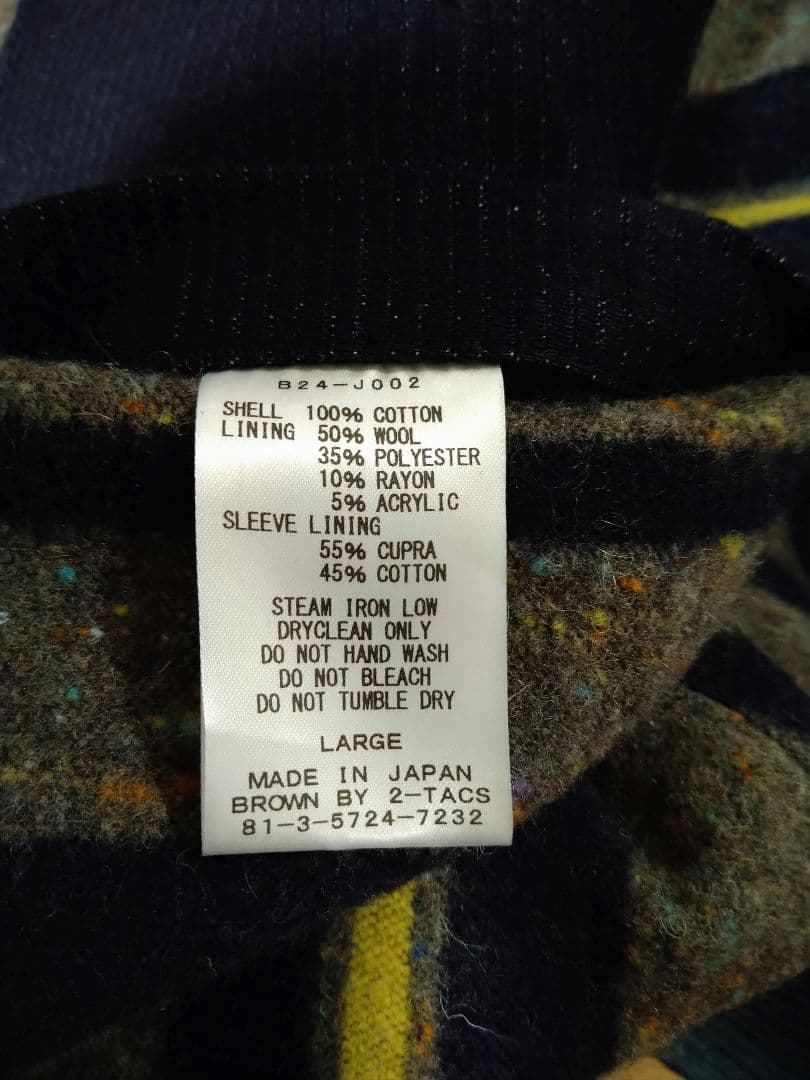 B24-J002
SHELL 100% COTTON
LINING 50% WOOL
35% POLYESTER
10% RAYON
5% ACRYLIC
SLEEVE LINING
55% CUPRA
45% COTTON
STEAM IRON LOW
DRYCLEAN ONLY
DO NOT HAND WASH
DO NOT BLEACH
DO NOT TUMBLE DRY
LARGE
MADE IN JAPAN
BROWN BY 2-TACS
81-3-5724-7232